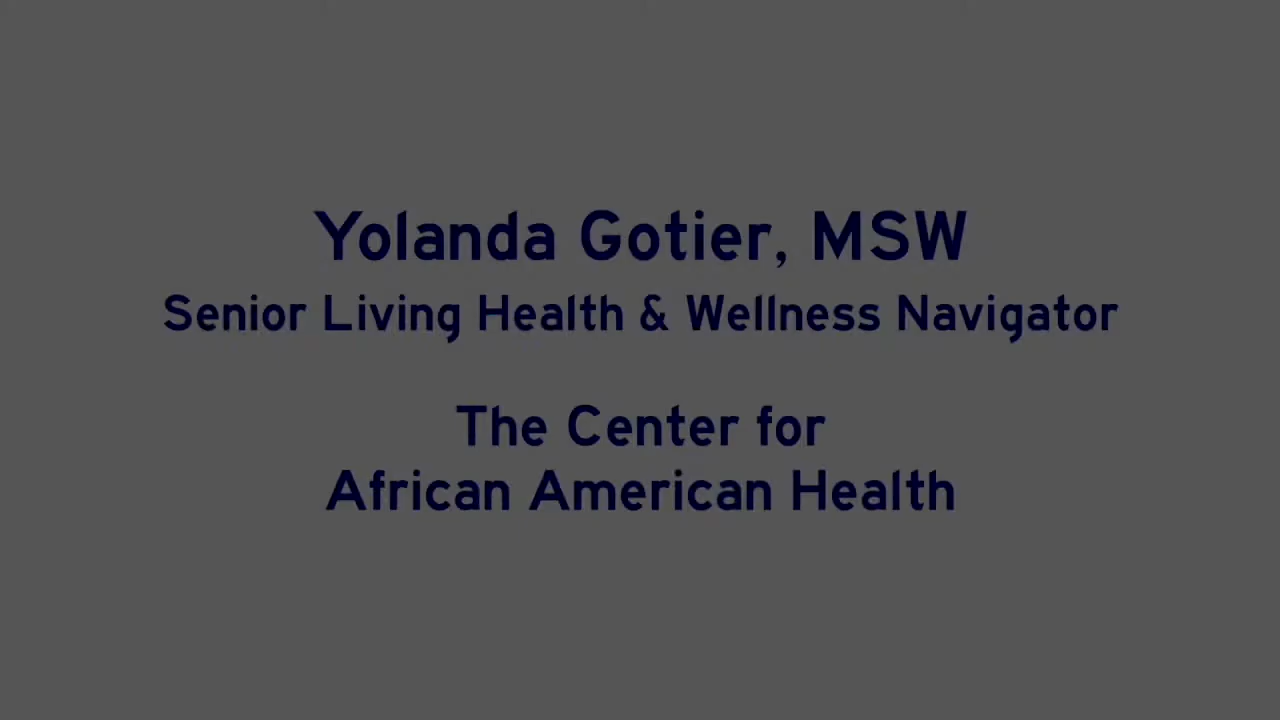 Yolanda Gotier, MSW
Senior Living Health & Wellness Navigator
The Center for
African American Health